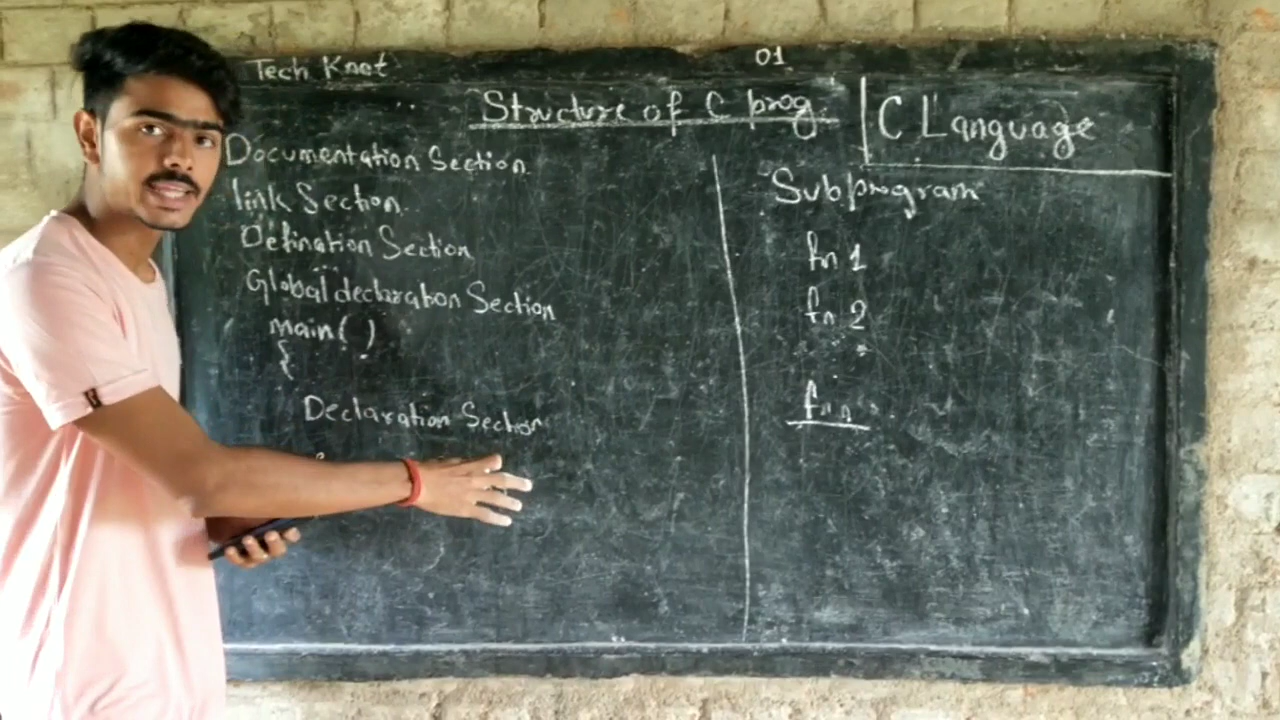 Tech Knot
01
Structure of C prog.
C Language
Documentation Section
link Section
Defination Section
Global declaration Section
main( )
{
Declaration Section
Subprogram
fn 1
fn 2
fn n